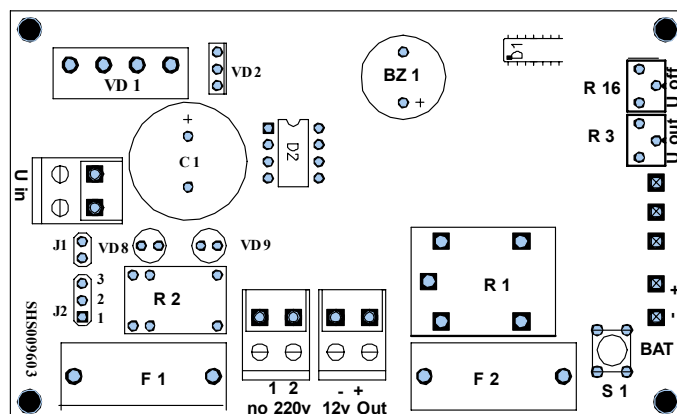 VD 1
VD 2
BZ 1
+
D1
R 16
U off
R 3
U out
+
C 1
D2
U in
J1
VD 8
VD 9
J2
3
2
1
R 2
R 1
+
-
BAT
S 1
SHS009603
F 1
1 2
no 220v
- +
12v Out
F 2